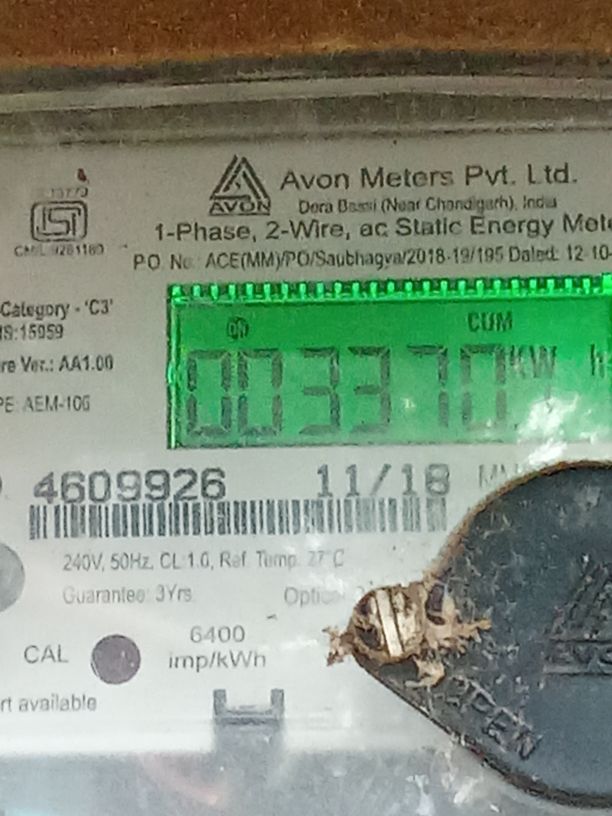 Avon Meters Pvt. Ltd.
AVON
Dera Bassi (Near Chandigarh), India
ISI
1-Phase, 2-Wire, ac Static Energy Mete
P.O. No.: ACE(MM)/PO/Saubhagya/2018-19/195 Dated: 12-10-
Category - 'C3'
IS:15959
re Ver.: AA1.00
PE: AEM-106
CUM
003370 KW h
4609926 11/18
240V, 50Hz, CL:1.0, Ref. Temp. 27°C
Guarantee: 3Yrs.
Option
CAL
6400
imp/kWh
rt available
OPEN